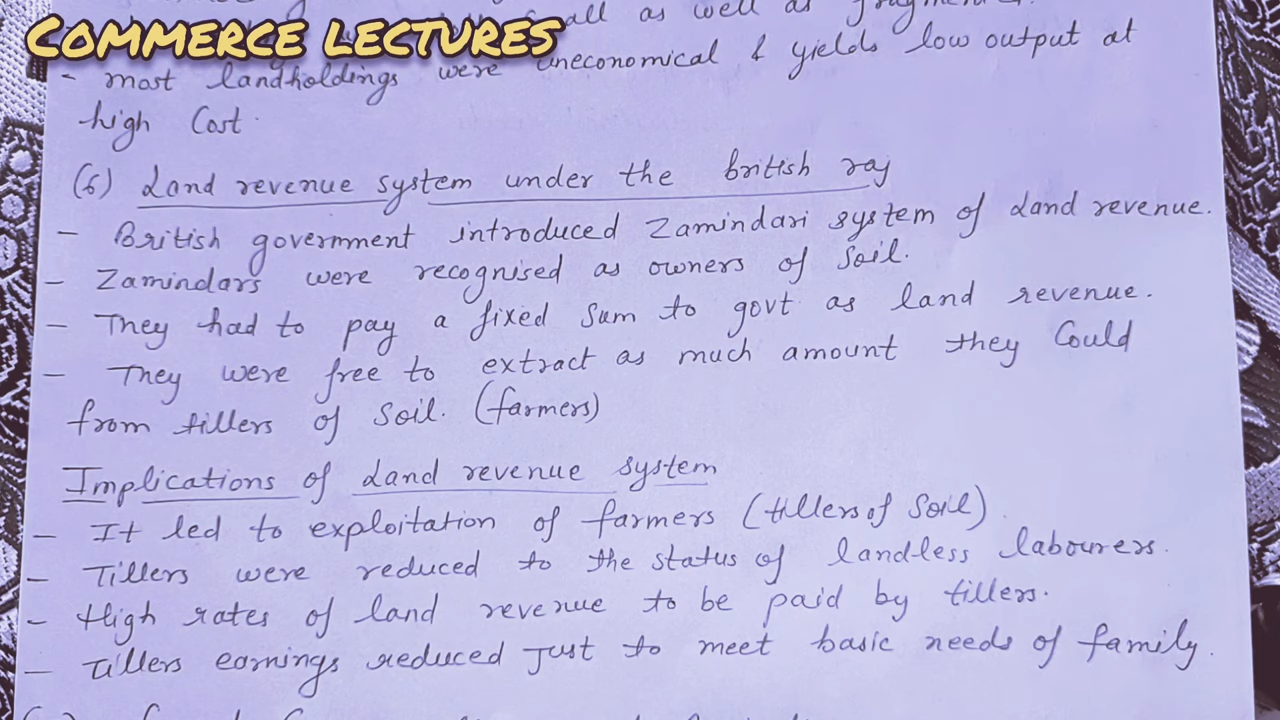 all as well as
COMMERCE LECTURES
- most landholdings were uneconomical & yields low output at
high Cost.
(6) Land revenue system under the british raj
- British government introduced Zamindari system of Land revenue.
- Zamindars were recognised as owners of Soil.
- They had to pay a fixed sum to govt as land revenue.
- They were free to extract as much amount they Could
from tillers of Soil. (farmers)
Implications of Land revenue system
- It led to exploitation of farmers (tillers of Soil)
- Tillers were reduced to the status of landless labourers.
- High rates of land revenue to be paid by tillers.
- Tillers earnings reduced Just to meet basic needs of family.